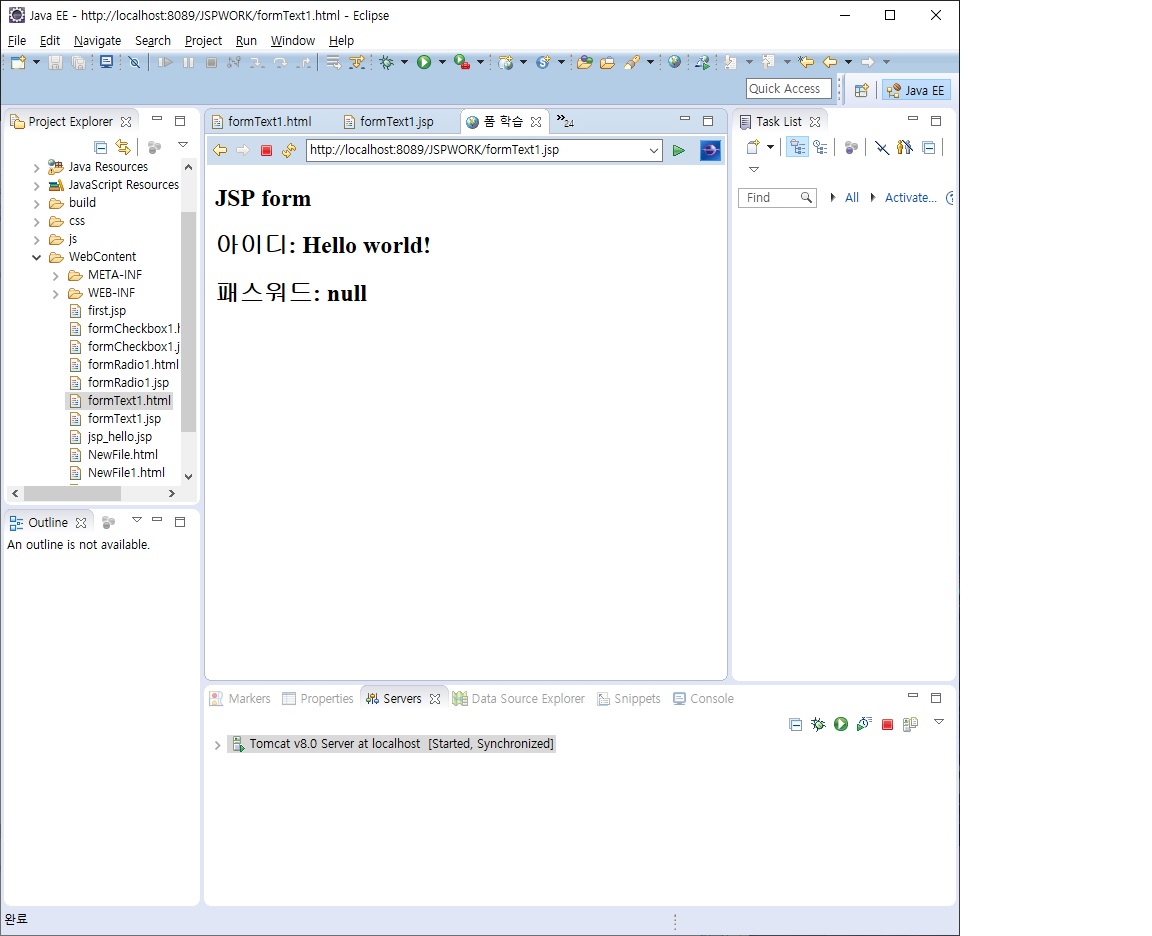 Java EE - http://localhost:8089/JSPWORK/formText1.html - Eclipse
File Edit Navigate Search Project Run Window Help
Quick Access
Java EE
Project Explorer
Java Resources
JavaScript Resources
build
css
js
WebContent
META-INF
WEB-INF
first.jsp
formCheckbox1.h
formCheckbox1.j
formRadio1.html
formRadio1.jsp
formText1.html
formText1.jsp
jsp_hello.jsp
NewFile.html
NewFile1.html
Outline
An outline is not available.
formText1.html formText1.jsp 폼 학습 »24
http://localhost:8089/JSPWORK/formText1.jsp
JSP form
아이디: Hello world!
패스워드: null
Task List
Find All Activate...
Markers Properties Servers Data Source Explorer Snippets Console
Tomcat v8.0 Server at localhost [Started, Synchronized]
완료